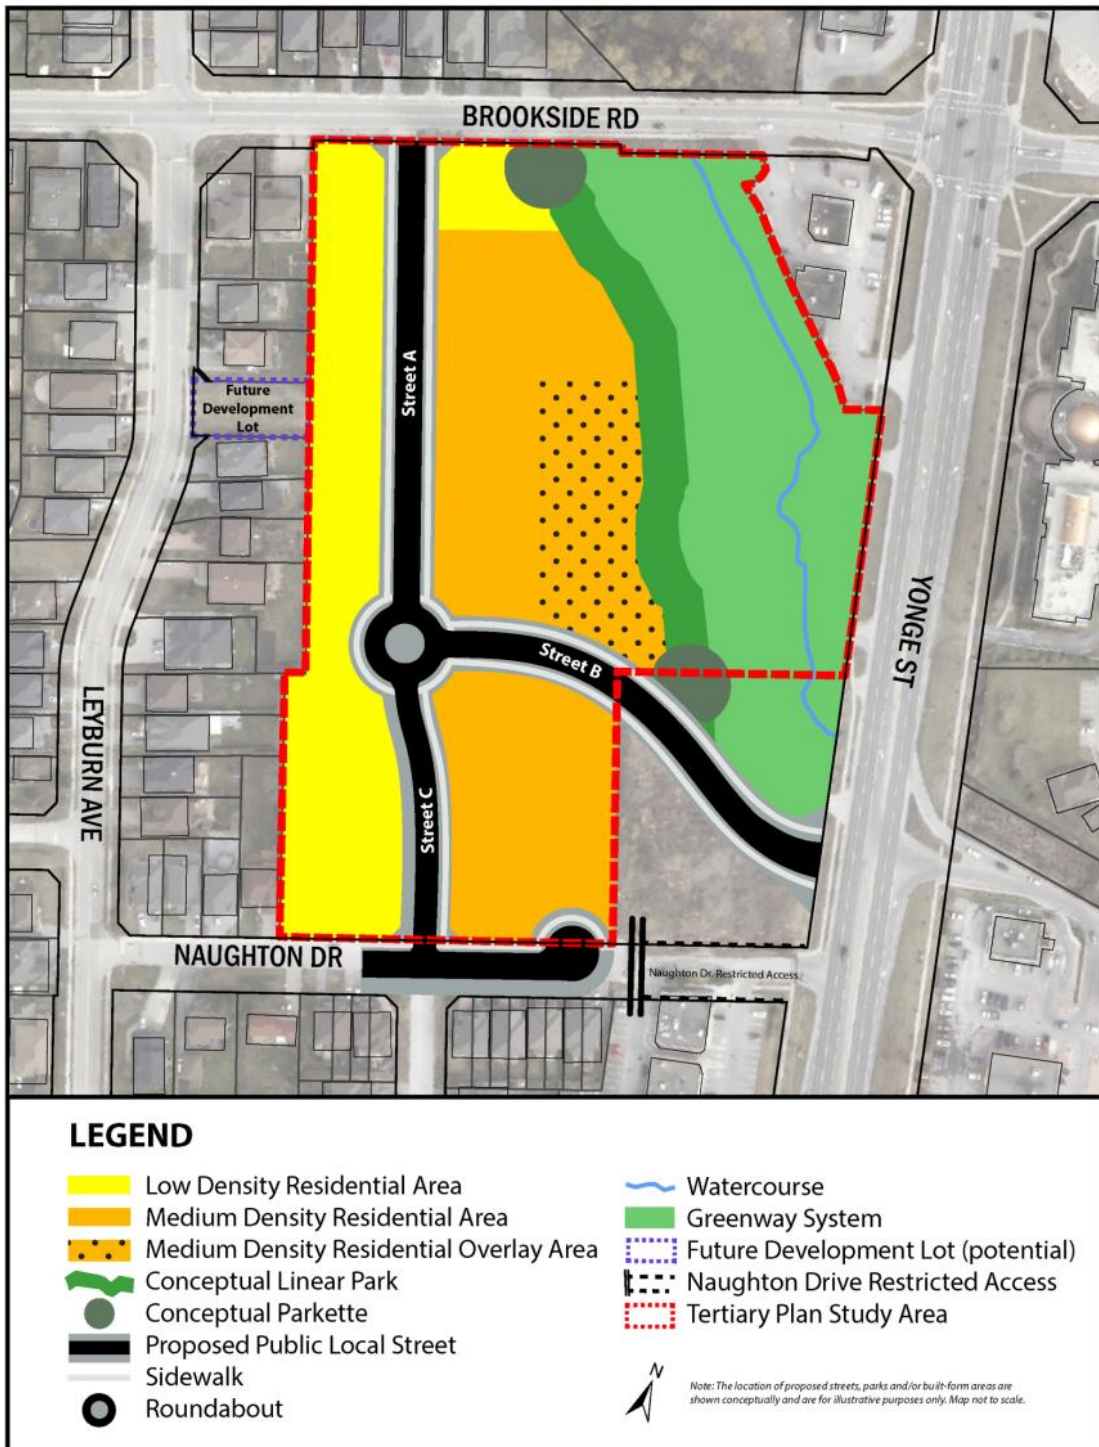 BROOKSIDE RD
Street A
Future
Development
Lot
YONGE ST
Street B
LEYBURN AVE
Street C
NAUGHTON DR
Naughton Dr. Restricted Access
LEGEND
Low Density Residential Area
Medium Density Residential Area
Medium Density Residential Overlay Area
Conceptual Linear Park
Conceptual Parkette
Proposed Public Local Street
Sidewalk
Roundabout
Watercourse
Greenway System
Future Development Lot (potential)
Naughton Drive Restricted Access
Tertiary Plan Study Area
N
Note: The location of proposed streets, parks and/or built-form areas are
shown conceptually and are for illustrative purposes only. Map not to scale.